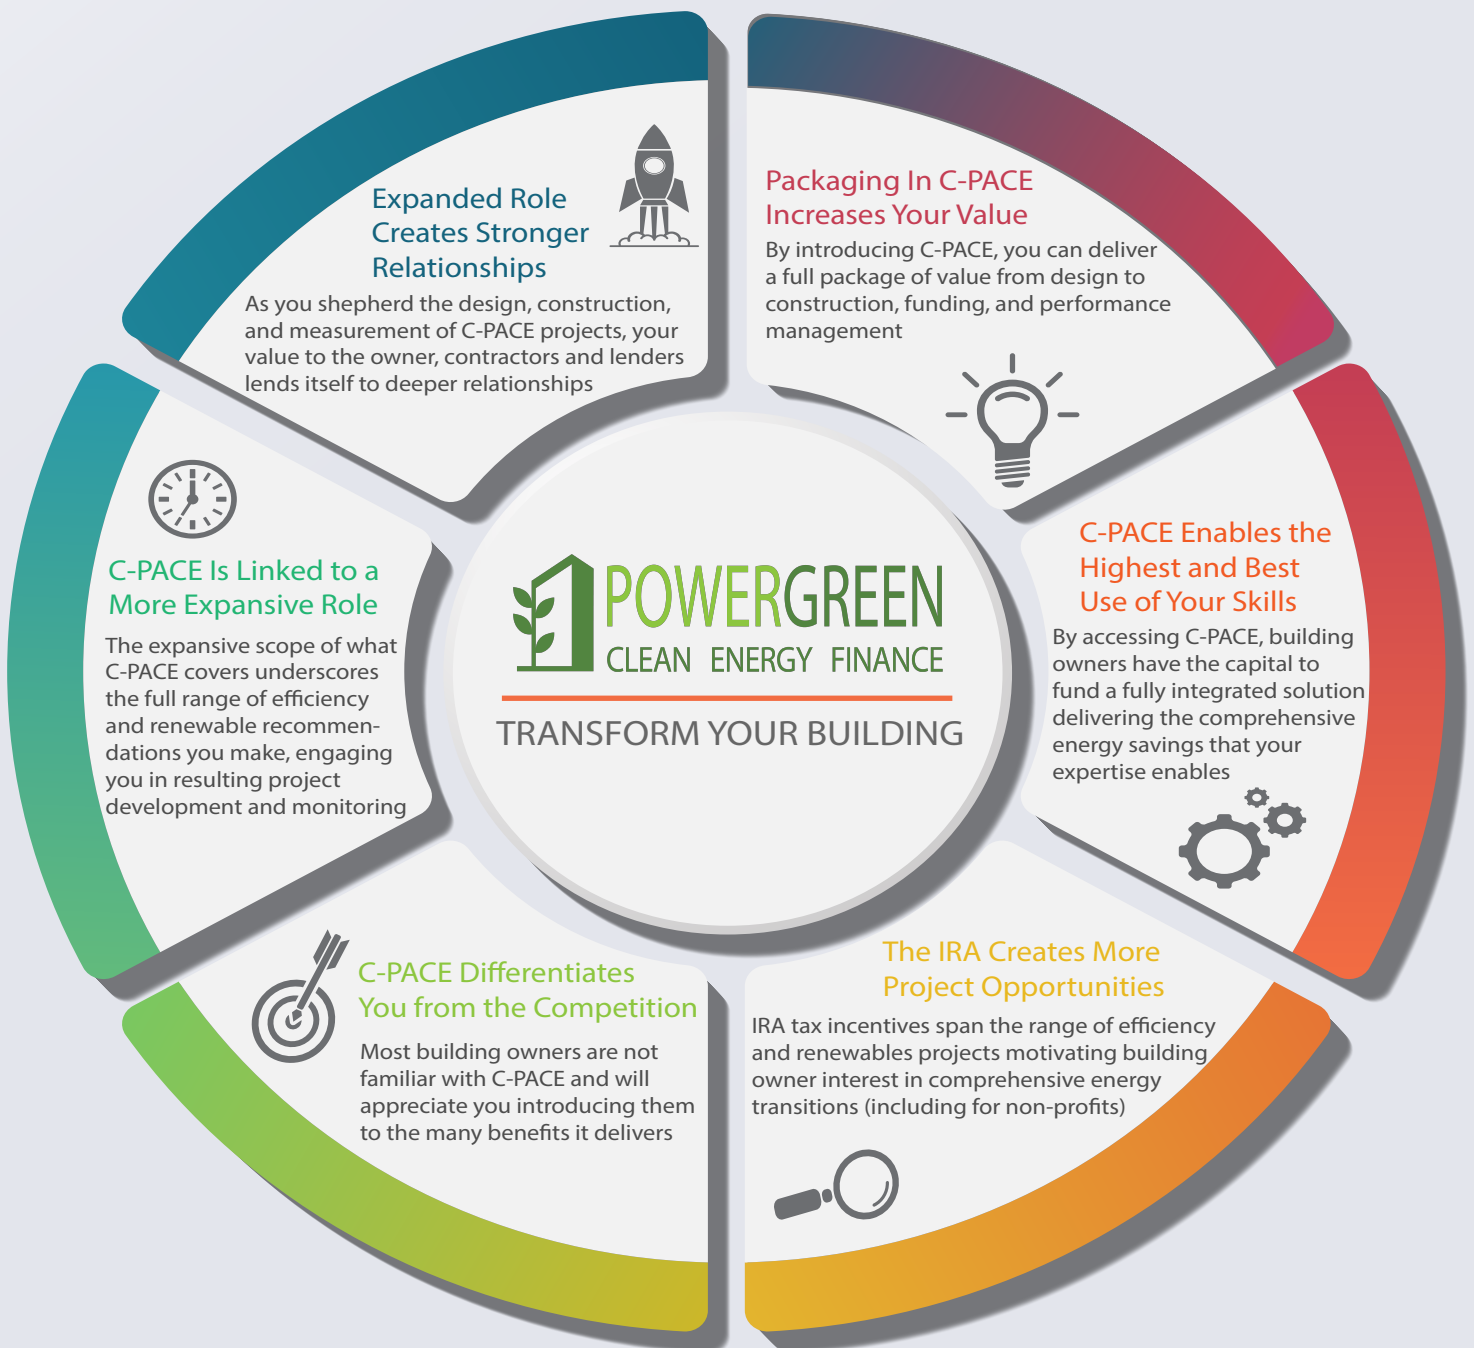 Expanded Role
Creates Stronger
Relationships
As you shepherd the design, construction,
and measurement of C-PACE projects, your
value to the owner, contractors and lenders
lends itself to deeper relationships
Packaging In C-PACE
Increases Your Value
By introducing C-PACE, you can deliver
a full package of value from design to
construction, funding, and performance
management
C-PACE Enables the
Highest and Best
Use of Your Skills
By accessing C-PACE, building
owners have the capital to
fund a fully integrated solution
delivering the comprehensive
energy savings that your
expertise enables
The IRA Creates More
Project Opportunities
IRA tax incentives span the range of efficiency
and renewables projects motivating building
owner interest in comprehensive energy
transitions (including for non-profits)
C-PACE Differentiates
You from the Competition
Most building owners are not
familiar with C-PACE and will
appreciate you introducing them
to the many benefits it delivers
C-PACE Is Linked to a
More Expansive Role
The expansive scope of what
C-PACE covers underscores
the full range of efficiency
and renewable recommen-
dations you make, engaging
you in resulting project
development and monitoring
POWERGREEN
CLEAN ENERGY FINANCE
TRANSFORM YOUR BUILDING